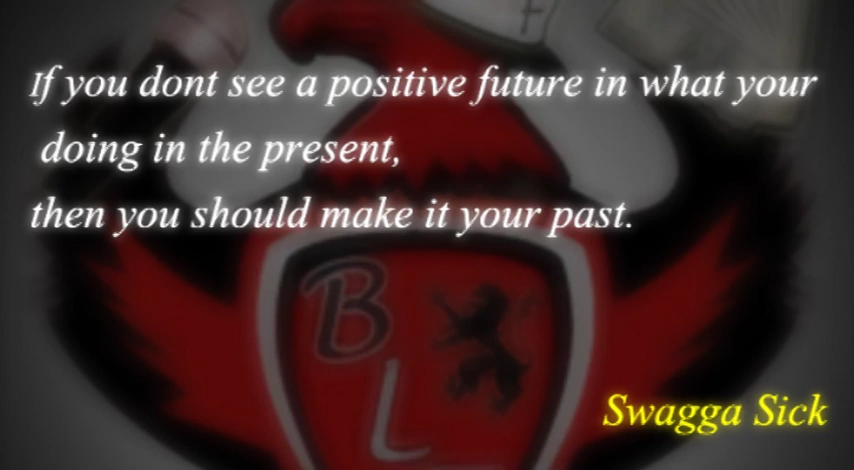 If you dont see a positive future in what your
doing in the present,
then you should make it your past.
B
L
Swagga Sick